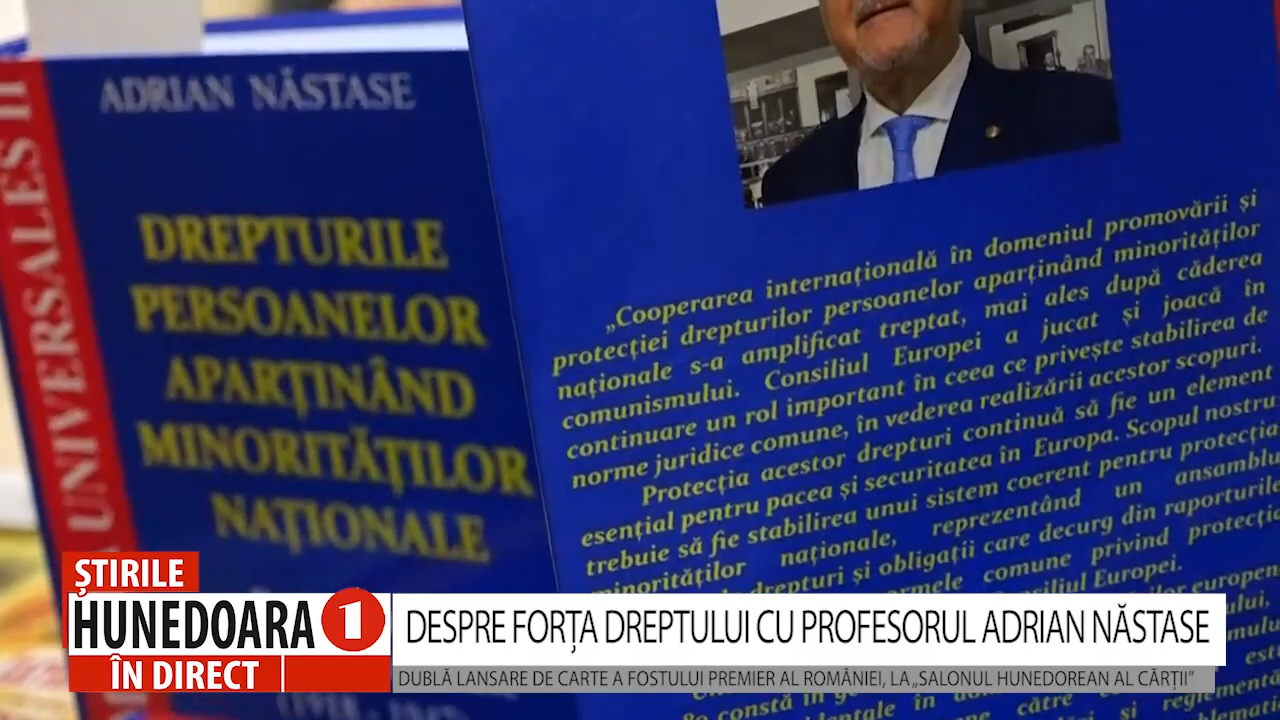 ADRIAN NĂSTASE
UNIVERSALES II
DREPTURILE
PERSOANELOR
APARȚINÂND
MINORITĂȚILOR
NAȚIONALE
„Cooperarea internațională în domeniul promovării și
protecției drepturilor persoanelor aparținând minorităților
naționale s-a amplificat treptat, mai ales după căderea
comunismului. Consiliul Europei a jucat și joacă în
continuare un rol important în ceea ce privește stabilirea de
norme juridice comune, în vederea realizării acestor scopuri.
Protecția acestor drepturi continuă să fie un element
esențial pentru pacea și securitatea în Europa. Scopul nostru
trebuie să fie stabilirea unui sistem coerent pentru protecția
minorităților naționale, reprezentând un ansamblu
drepturi și obligații care decurg din raporturile
normele comune privind protecția
Consiliul Europei.
europene
ȘTIRILE
HUNEDOARA 1
ÎN DIRECT
DESPRE FORȚA DREPTULUI CU PROFESORUL ADRIAN NĂSTASE
DUBLĂ LANSARE DE CARTE A FOSTULUI PREMIER AL ROMÂNIEI, LA „SALONUL HUNEDOREAN AL CĂRȚII”